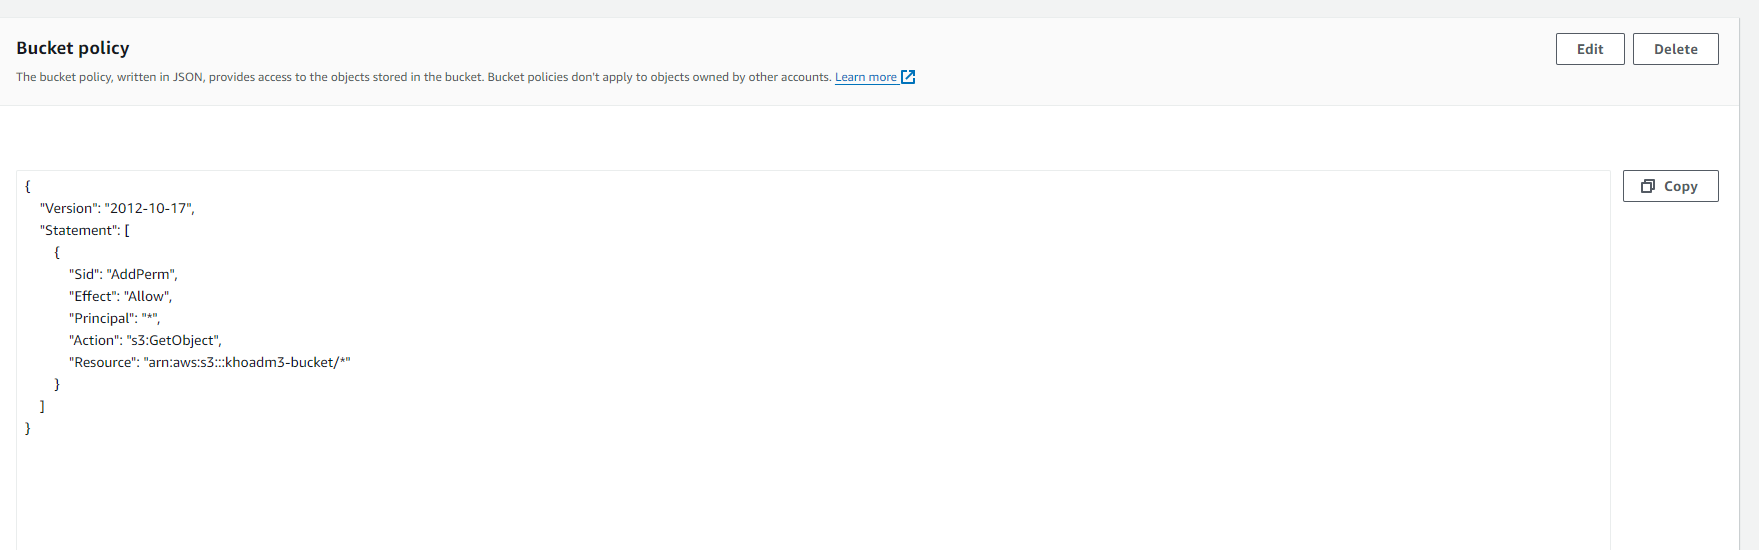 Bucket policy
Edit
Delete
The bucket policy, written in JSON, provides access to the objects stored in the bucket. Bucket policies don't apply to objects owned by other accounts. Learn more
Copy
{
"Version": "2012-10-17",
"Statement": [
{
"Sid": "AddPerm",
"Effect": "Allow",
"Principal": "*",
"Action": "s3:GetObject",
"Resource": "arn:aws:s3:::khoadm3-bucket/*"
}
]
}